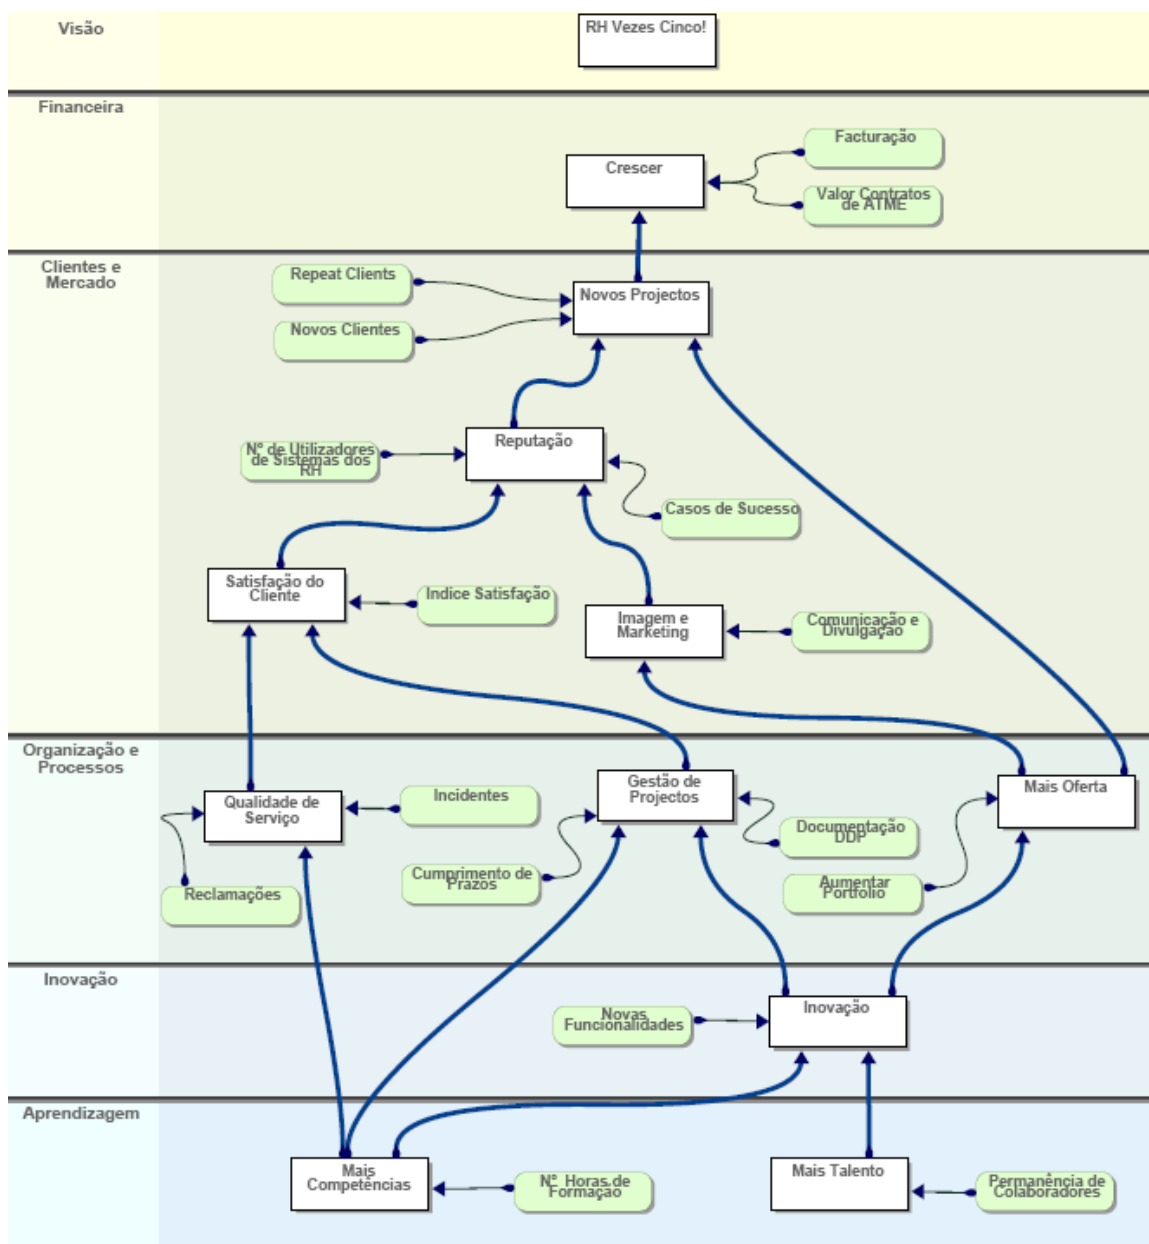 Visão
RH Vezes Cinco!
Financeira
Facturação
Crescer
Valor Contratos
de ATME
Clientes e
Mercado
Repeat Clients
Novos Projectos
Novos Clientes
Reputação
Nº de Utilizadores
de Sistemas dos
RH
Casos de Sucesso
Satisfação do
Cliente
Indice Satisfação
Imagem e
Marketing
Comunicação e
Divulgação
Organização e
Processos
Qualidade de
Serviço
Incidentes
Gestão de
Projectos
Mais Oferta
Documentação
DDP
Cumprimento de
Prazos
Aumentar
Portfolio
Reclamações
Inovação
Inovação
Novas
Funcionalidades
Aprendizagem
Mais
Competências
Nº Horas de
Formação
Mais Talento
Permanência de
Colaboradores